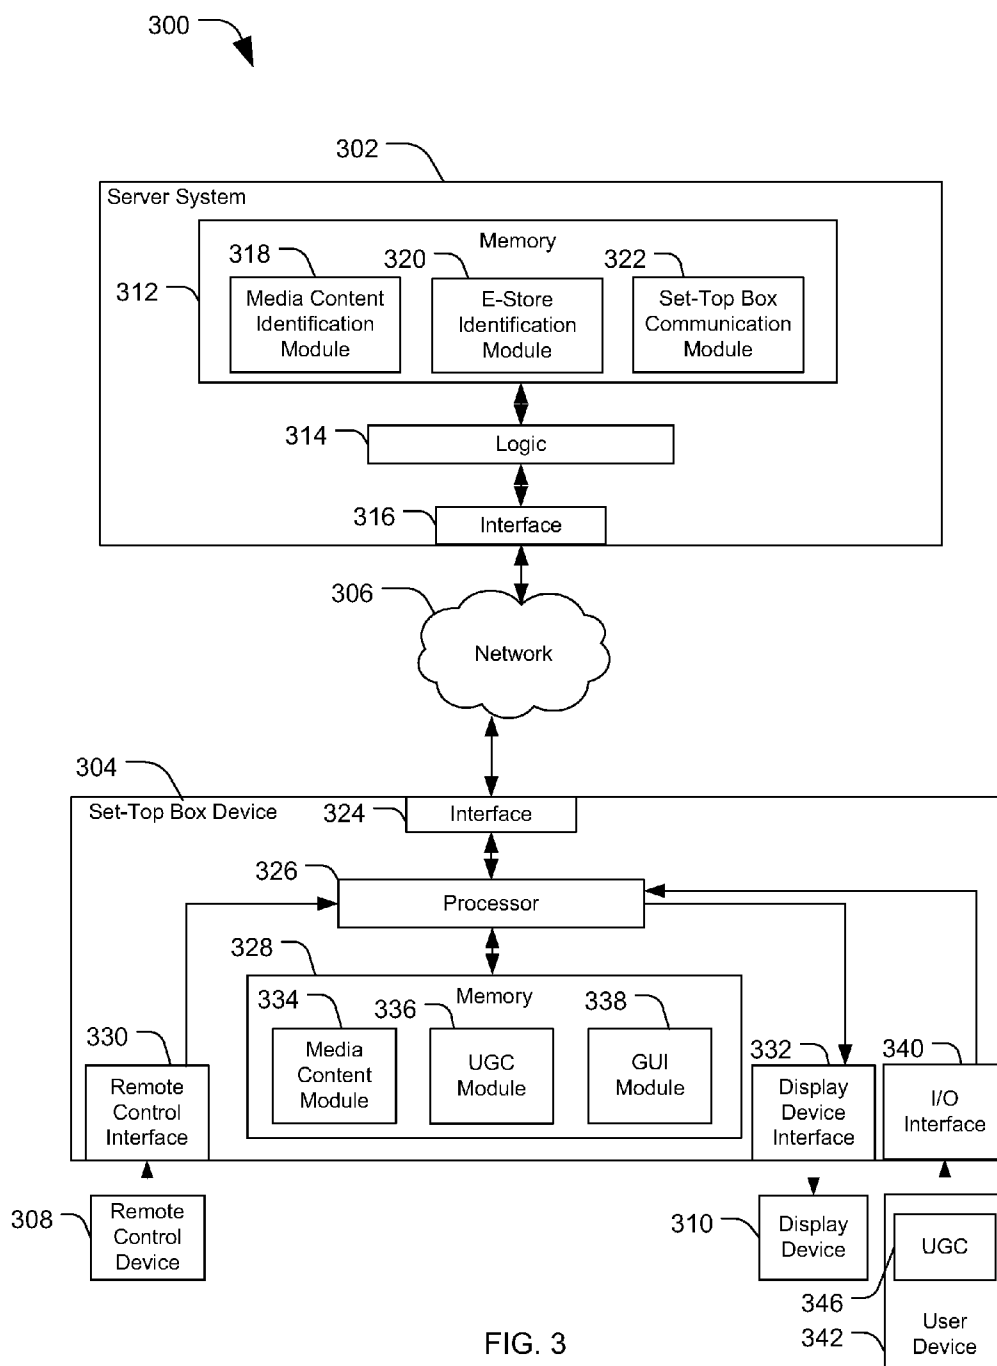 300
302
Server System
Memory
318
320
322
312
Media Content
Identification
Module
E-Store
Identification
Module
Set-Top Box
Communication
Module
314
Logic
316
Interface
306
Network
304
Set-Top Box Device
324
Interface
326
Processor
328
Memory
334
336
338
Media
Content
Module
UGC
Module
GUI
Module
330
Remote
Control
Interface
332
Display
Device
Interface
340
I/O
Interface
308
Remote
Control
Device
310
Display
Device
UGC
346
User
Device
342
FIG. 3